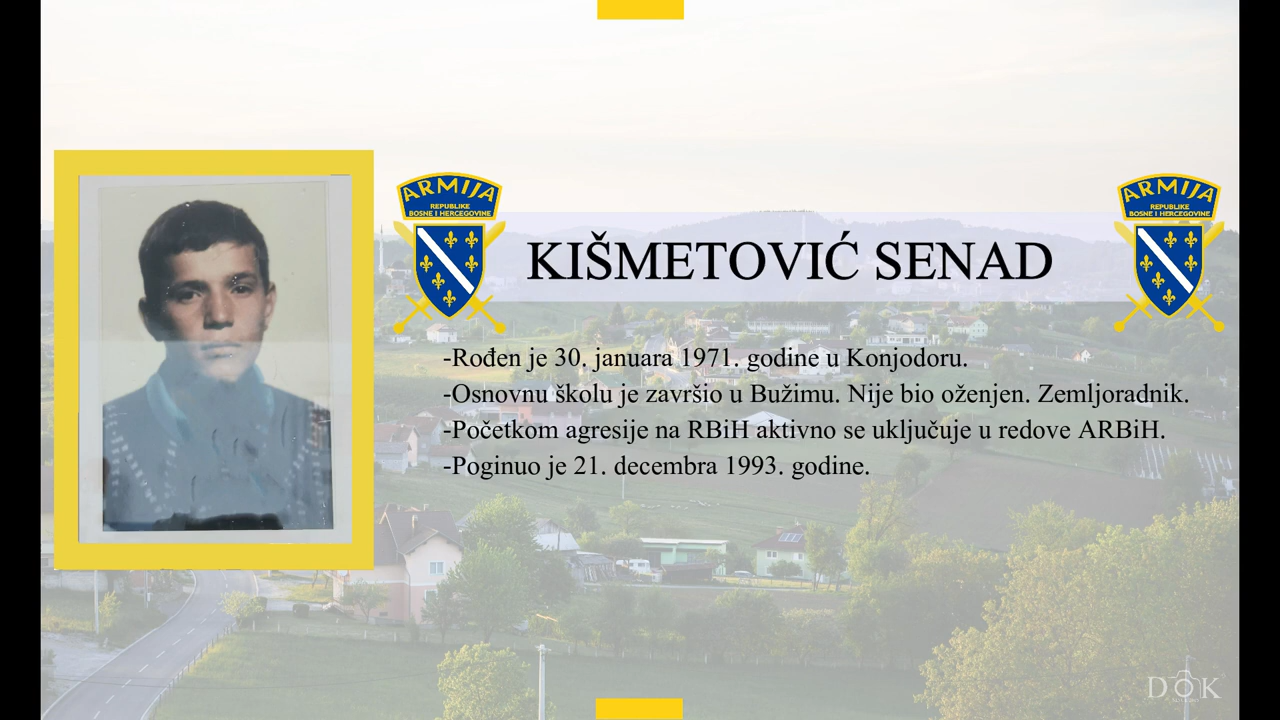 ARMIJA
REPUBLIKE
BOSNE I HERCEGOVINE
KIŠMETOVIĆ SENAD
ARMIJA
REPUBLIKE
BOSNE I HERCEGOVINE
-Rođen je 30. januara 1971. godine u Konjodoru.
-Osnovnu školu je završio u Bužimu. Nije bio oženjen. Zemljoradnik.
-Početkom agresije na RBiH aktivno se uključuje u redove ARBiH.
-Poginuo je 21. decembra 1993. godine.
DOK